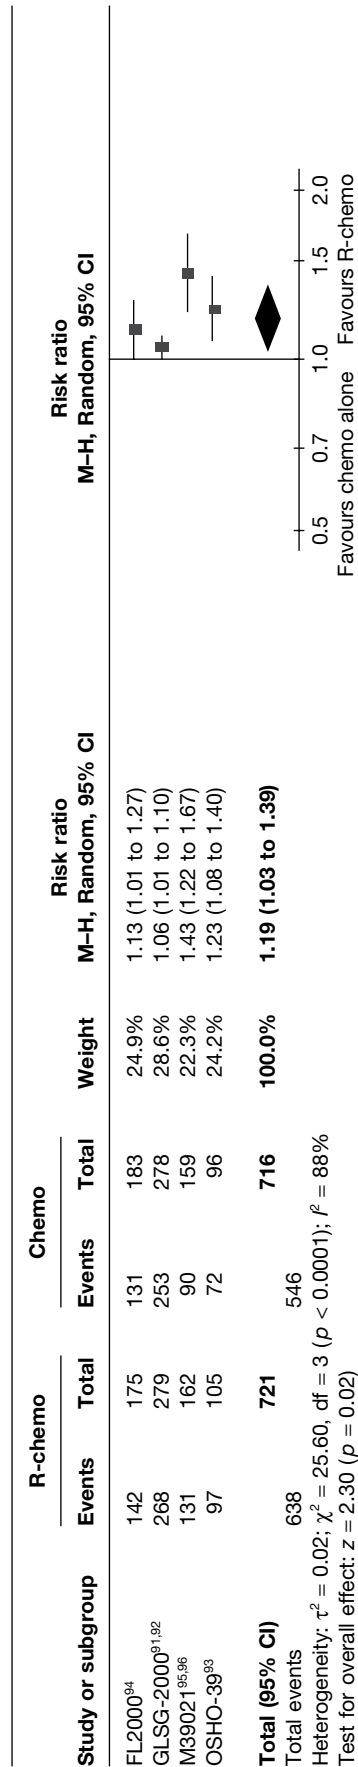 R-chemo Chemo Risk ratio Risk ratio
Study or subgroup Events Total Events Total Weight M–H, Random, 95% CI M–H, Random, 95% CI
FL2000⁹⁴ 142 175 131 183 24.9% 1.13 (1.01 to 1.27)
GLSG-2000⁹¹,⁹² 268 279 253 278 28.6% 1.06 (1.01 to 1.10)
M39021⁹⁵,⁹⁶ 131 162 90 159 22.3% 1.43 (1.22 to 1.67)
OSHO-39⁹³ 97 105 72 96 24.2% 1.23 (1.08 to 1.40)
Total (95% CI) 721 716 100.0% 1.19 (1.03 to 1.39)
Total events 638 546
Heterogeneity: τ² = 0.02; χ² = 25.60, df = 3 (p < 0.0001); I² = 88%
Test for overall effect: z = 2.30 (p = 0.02)
0.5 0.7 1.0 1.5 2.0
Favours chemo alone Favours R-chemo